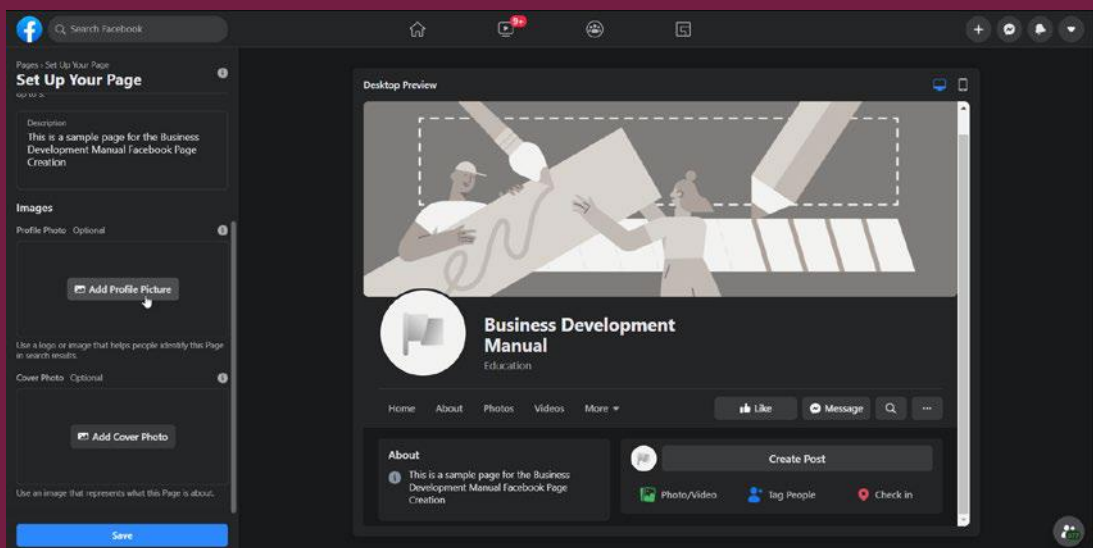 Search Facebook
9+
Pages › Set Up Your Page
Set Up Your Page
up to 3.
Description
This is a sample page for the Business
Development Manual Facebook Page
Creation
Images
Profile Photo Optional
Add Profile Picture
Use a logo or image that helps people identify this Page
in search results.
Cover Photo Optional
Add Cover Photo
Use an image that represents what this Page is about.
Save
Desktop Preview
Business Development
Manual
Education
Home About Photos Videos More
Like Message
About
This is a sample page for the Business
Development Manual Facebook Page
Creation
Create Post
Photo/Video Tag People Check in